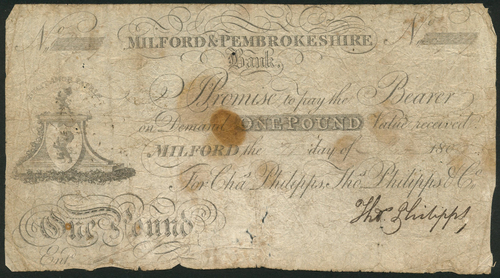 No No
MILFORD & PEMBROKESHIRE
Bank,
I Promise to pay the Bearer
on Demand ONE POUND Value received
MILFORD the day of 180
For Chas. Philipps, Thos. Philipps & Co.
Thos. Philipps
One Pound
Ent.